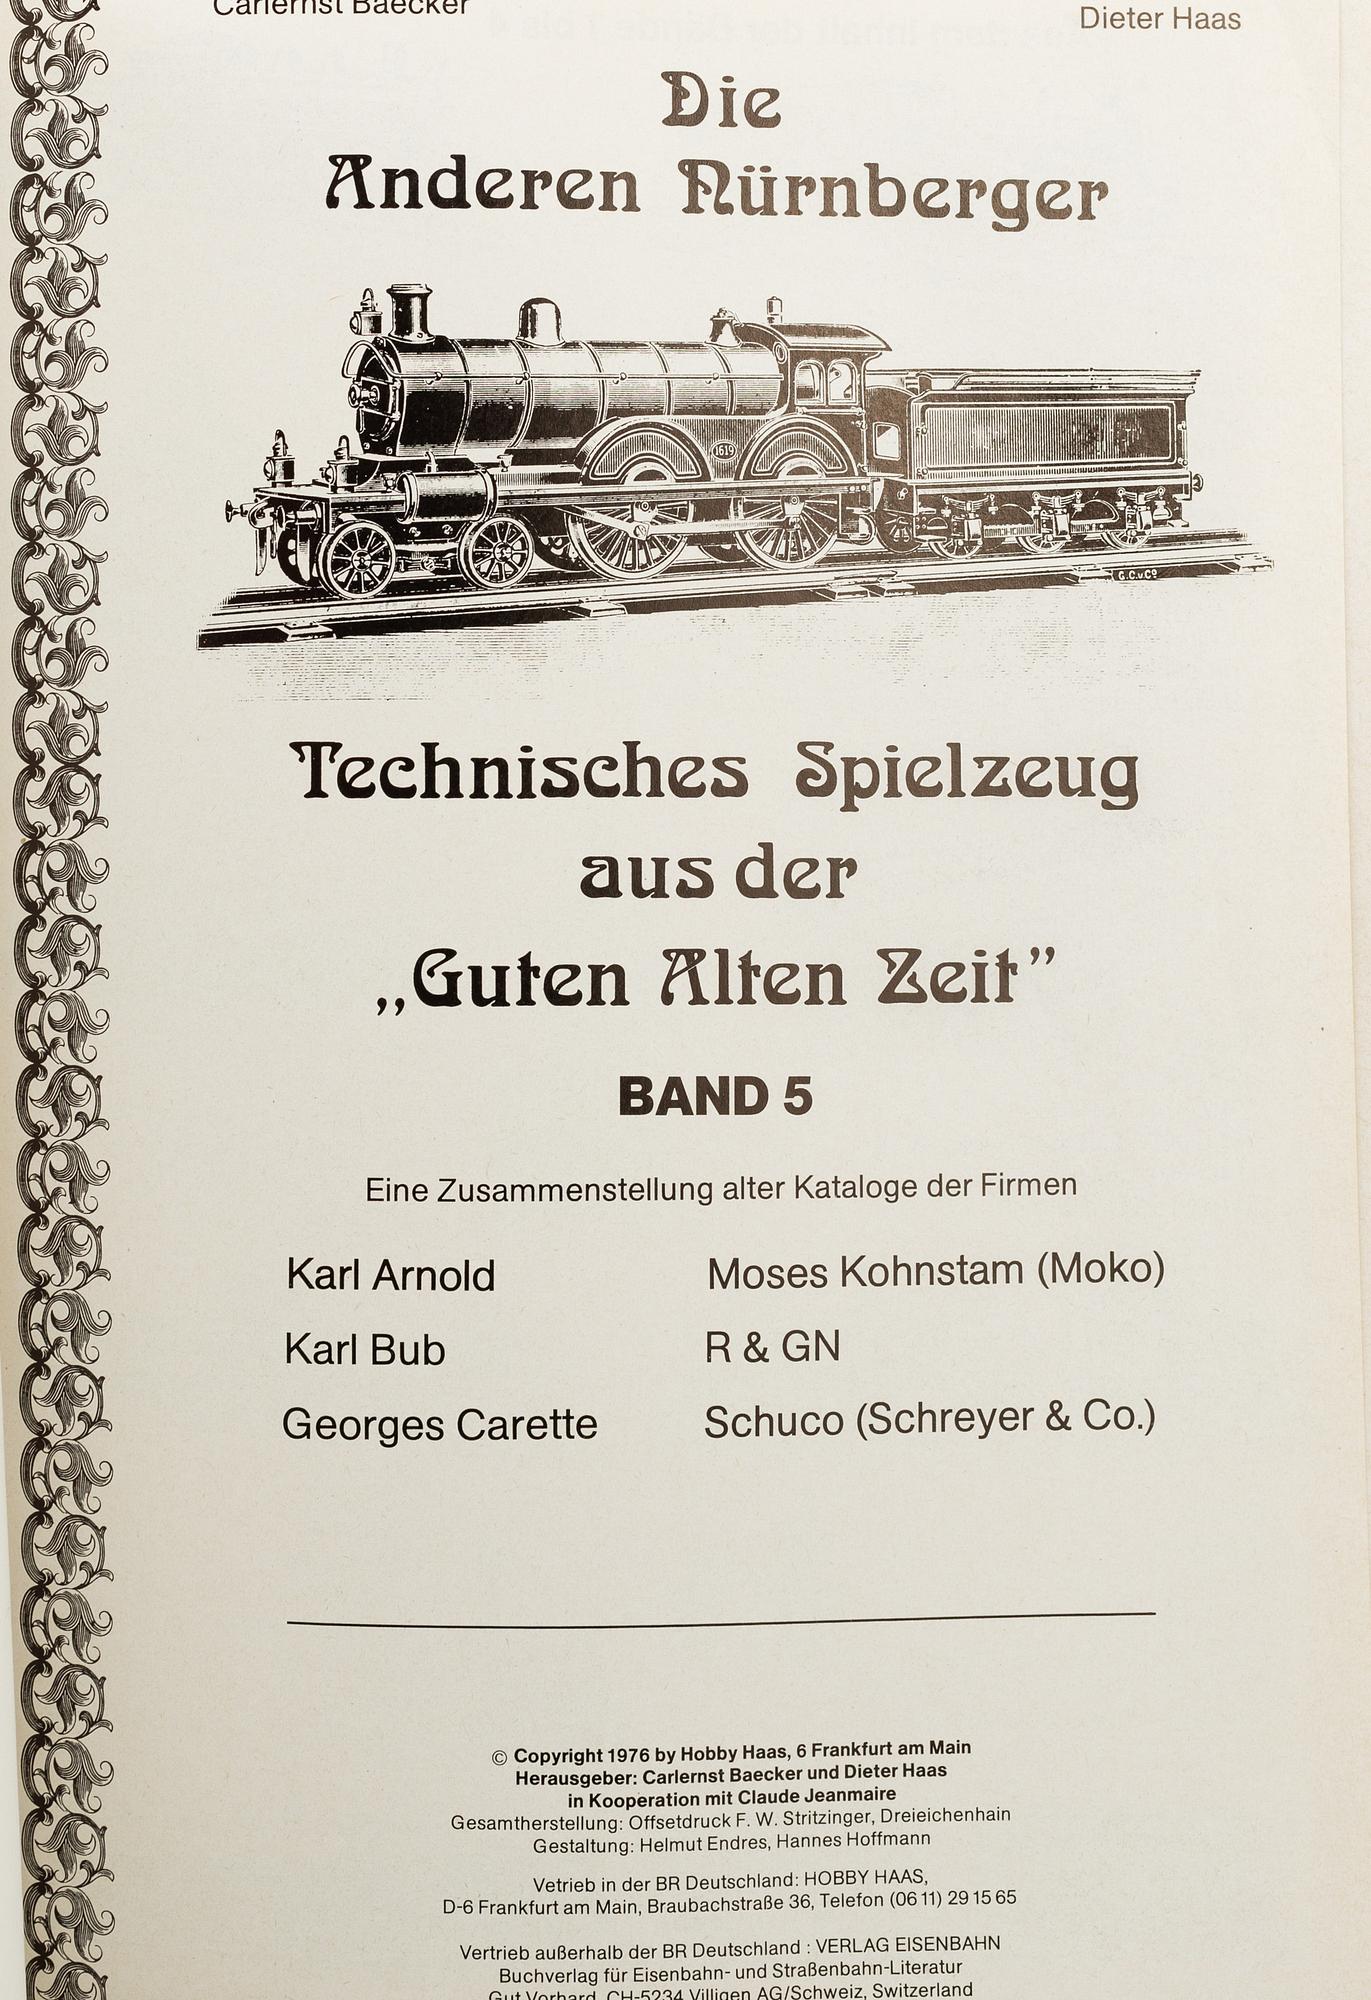 Carlernst Baecker
Dieter Haas
Die
Anderen Nürnberger
1619
G.C.v.Co
Technisches Spielzeug
aus der
„Guten Alten Zeit”
BAND 5
Eine Zusammenstellung alter Kataloge der Firmen
Karl Arnold
Moses Kohnstam (Moko)
Karl Bub
R & GN
Georges Carette
Schuco (Schreyer & Co.)
© Copyright 1976 by Hobby Haas, 6 Frankfurt am Main
Herausgeber: Carlernst Baecker und Dieter Haas
in Kooperation mit Claude Jeanmaire
Gesamtherstellung: Offsetdruck F. W. Stritzinger, Dreieichenhain
Gestaltung: Helmut Endres, Hannes Hoffmann
Vetrieb in der BR Deutschland: HOBBY HAAS,
D-6 Frankfurt am Main, Braubachstraße 36, Telefon (06 11) 29 15 65
Vertrieb außerhalb der BR Deutschland : VERLAG EISENBAHN
Buchverlag für Eisenbahn- und Straßenbahn-Literatur
Gut Vorhard, CH-5234 Villigen AG/Schweiz, Switzerland